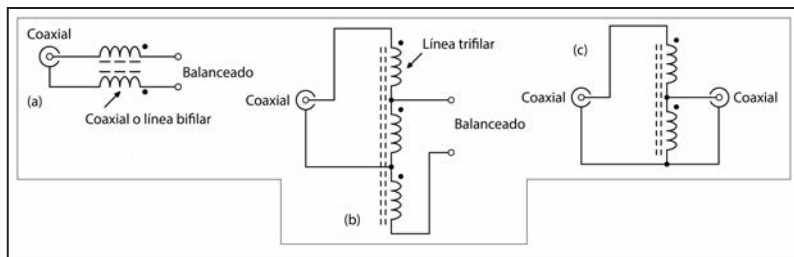 Coaxial
Balanceado
(a)
Coaxial o línea bifilar
Línea trifilar
Coaxial
Balanceado
(b)
(c)
Coaxial
Coaxial